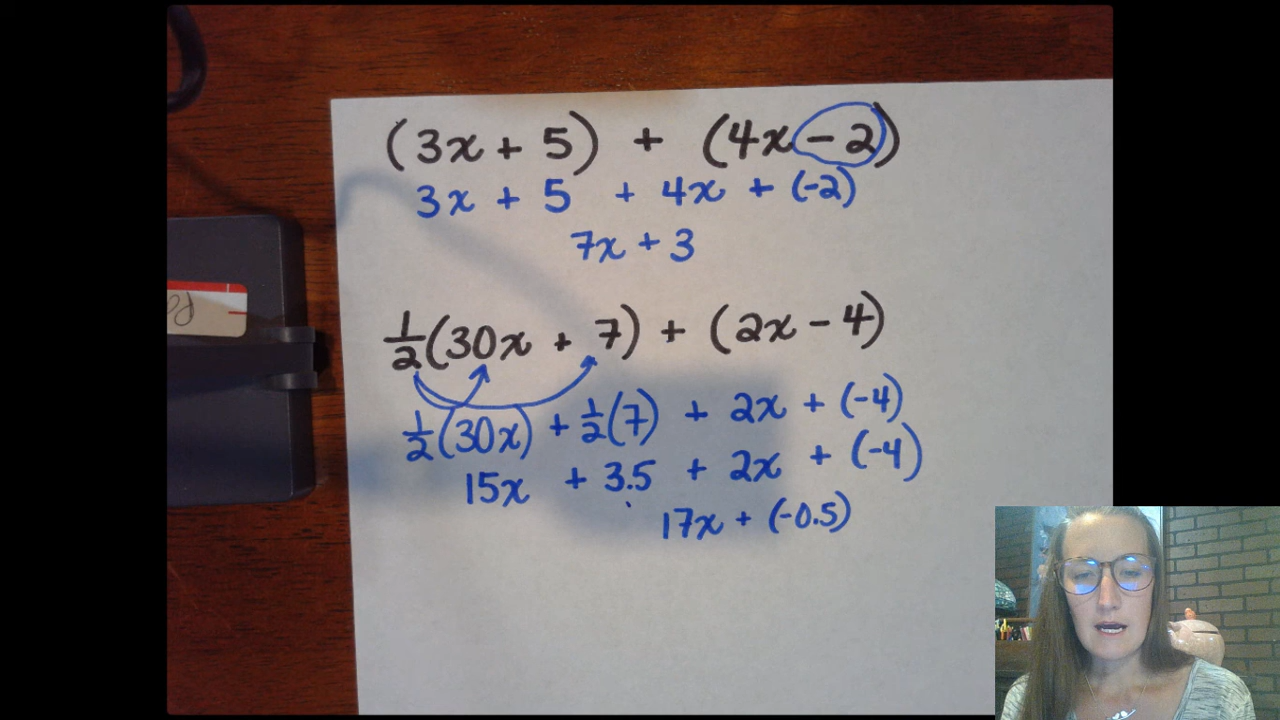 (3x + 5) + (4x - 2)
3x + 5 + 4x + (-2)
7x + 3
1/2(30x + 7) + (2x - 4)
1/2(30x) + 1/2(7) + 2x + (-4)
15x + 3.5 + 2x + (-4)
17x + (-0.5)